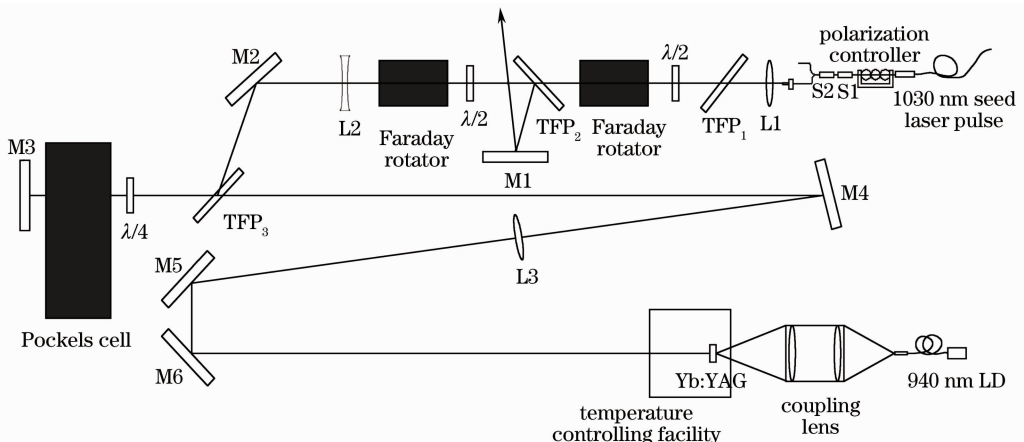 polarization
controller
M2
λ/2
S2 S1
1030 nm seed
laser pulse
L2
λ/2
TFP2
TFP1
L1
Faraday
rotator
Faraday
rotator
M3
M1
M4
λ/4
TFP3
M5
L3
Pockels cell
M6
Yb:YAG
940 nm LD
temperature
controlling facility
coupling
lens